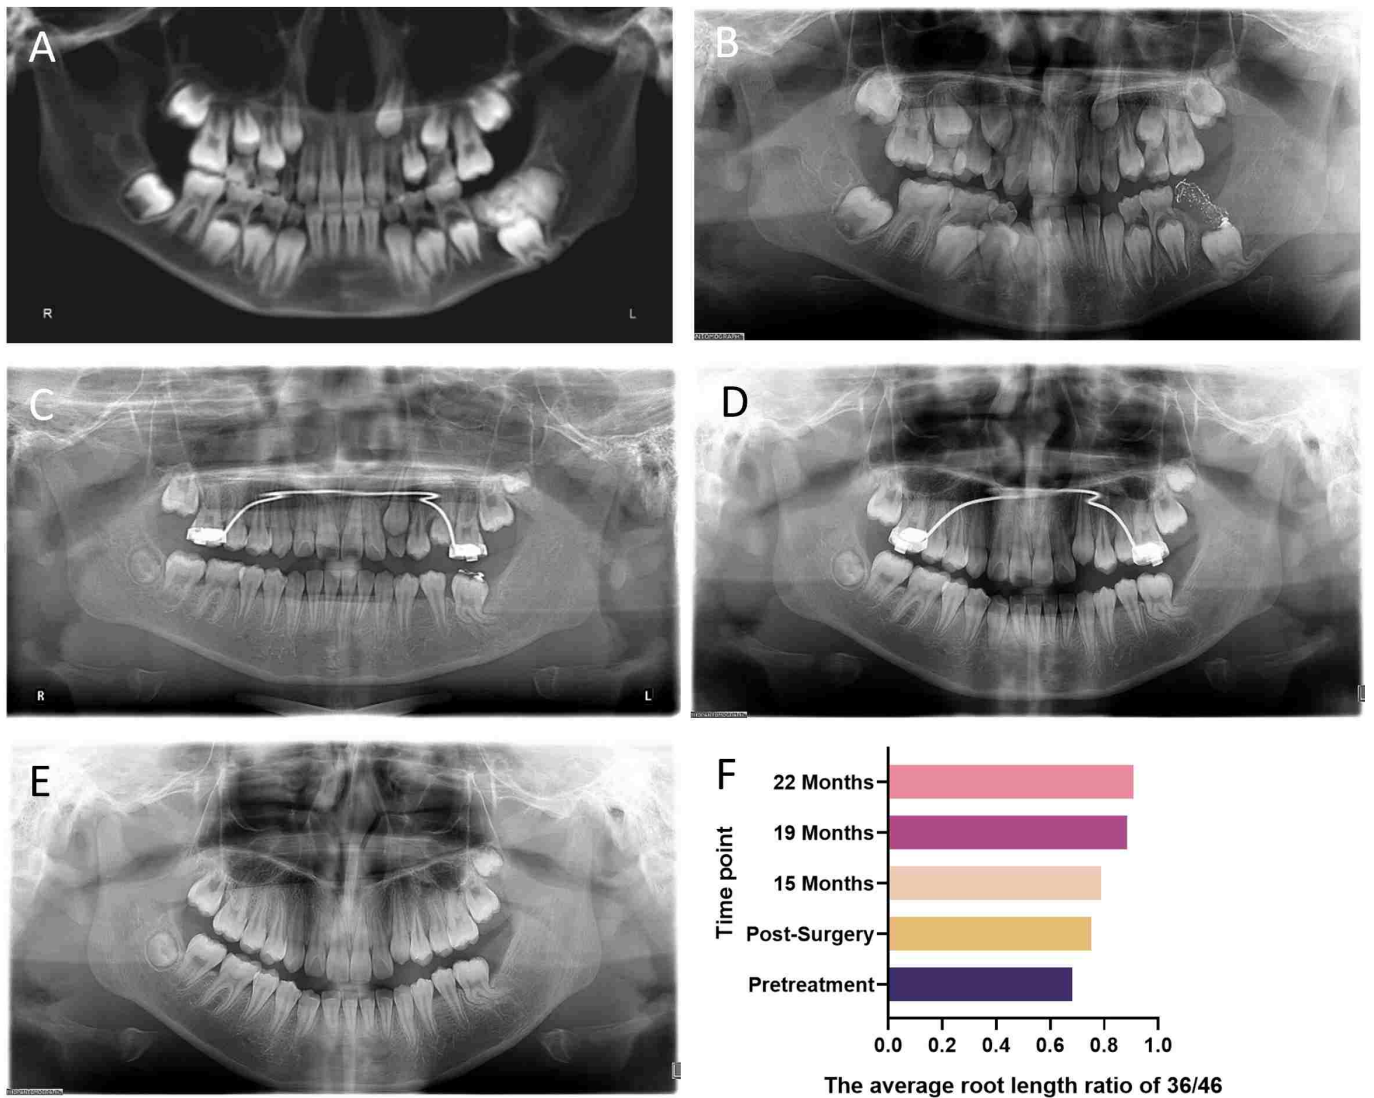 A
R
L
B
C
R
L
D
E
F
Time point
22 Months
19 Months
15 Months
Post-Surgery
Pretreatment
0.0 0.2 0.4 0.6 0.8 1.0
The average root length ratio of 36/46